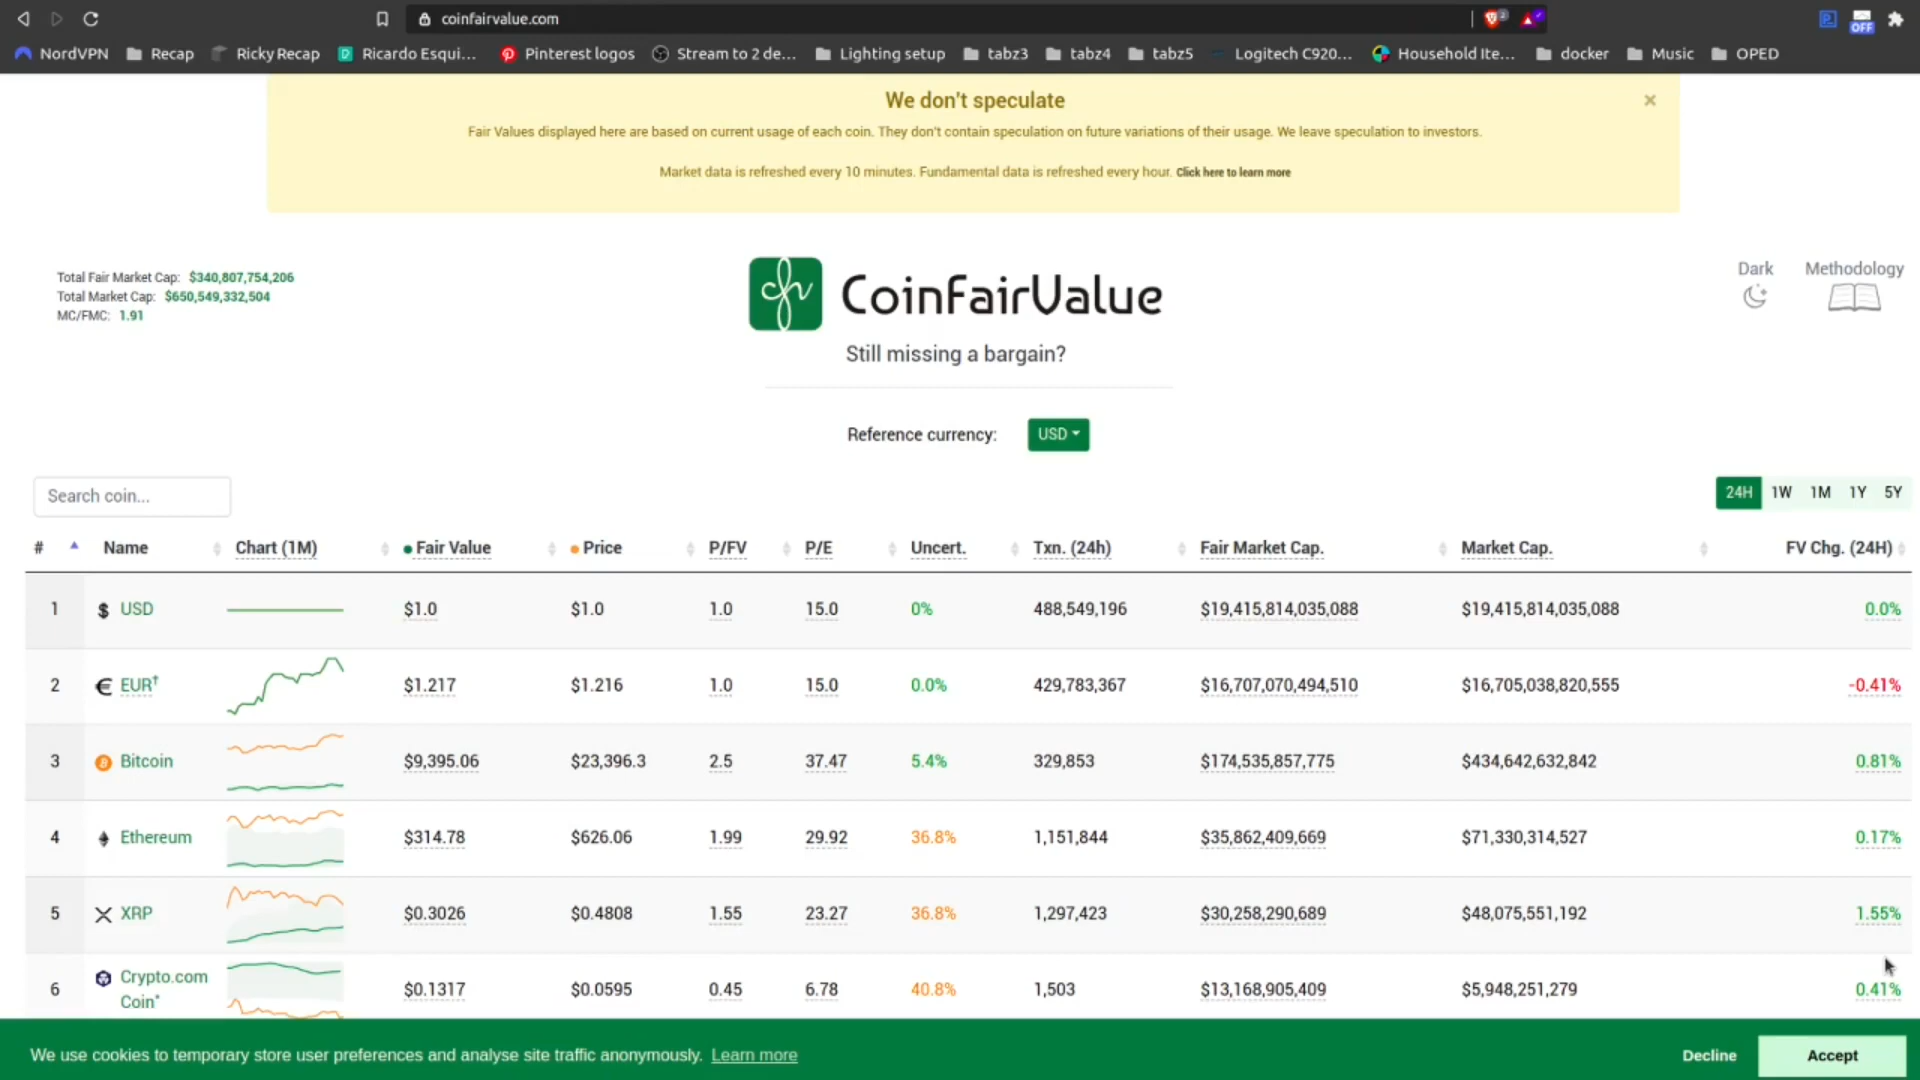 coinfairvalue.com
2
NordVPN Recap Ricky Recap Ricardo Esqui... Pinterest logos Stream to 2 de... Lighting setup tabz3 tabz4 tabz5 Logitech C920... Household Ite... docker Music OPED
OFF
We don't speculate
×
Fair Values displayed here are based on current usage of each coin. They don't contain speculation on future variations of their usage. We leave speculation to investors.
Market data is refreshed every 10 minutes. Fundamental data is refreshed every hour. Click here to learn more
Total Fair Market Cap: $340,807,754,206
Total Market Cap: $650,549,332,504
MC/FMC: 1.91
cfv CoinFairValue
Dark Methodology
Still missing a bargain?
Reference currency: USD
Search coin...
24H 1W 1M 1Y 5Y
# Name Chart (1M) Fair Value Price P/FV P/E Uncert. Txn. (24h) Fair Market Cap. Market Cap. FV Chg. (24H)
1 $ USD $1.0 $1.0 1.0 15.0 0% 488,549,196 $19,415,814,035,088 $19,415,814,035,088 0.0%
2 € EUR† $1.217 $1.216 1.0 15.0 0.0% 429,783,367 $16,707,070,494,510 $16,705,038,820,555 -0.41%
3 Bitcoin $9,395.06 $23,396.3 2.5 37.47 5.4% 329,853 $174,535,857,775 $434,642,632,842 0.81%
4 Ethereum $314.78 $626.06 1.99 29.92 36.8% 1,151,844 $35,862,409,669 $71,330,314,527 0.17%
5 XRP $0.3026 $0.4808 1.55 23.27 36.8% 1,297,423 $30,258,290,689 $48,075,551,192 1.55%
6 Crypto.com Coin* $0.1317 $0.0595 0.45 6.78 40.8% 1,503 $13,168,905,409 $5,948,251,279 0.41%
We use cookies to temporary store user preferences and analyse site traffic anonymously. Learn more
Decline Accept